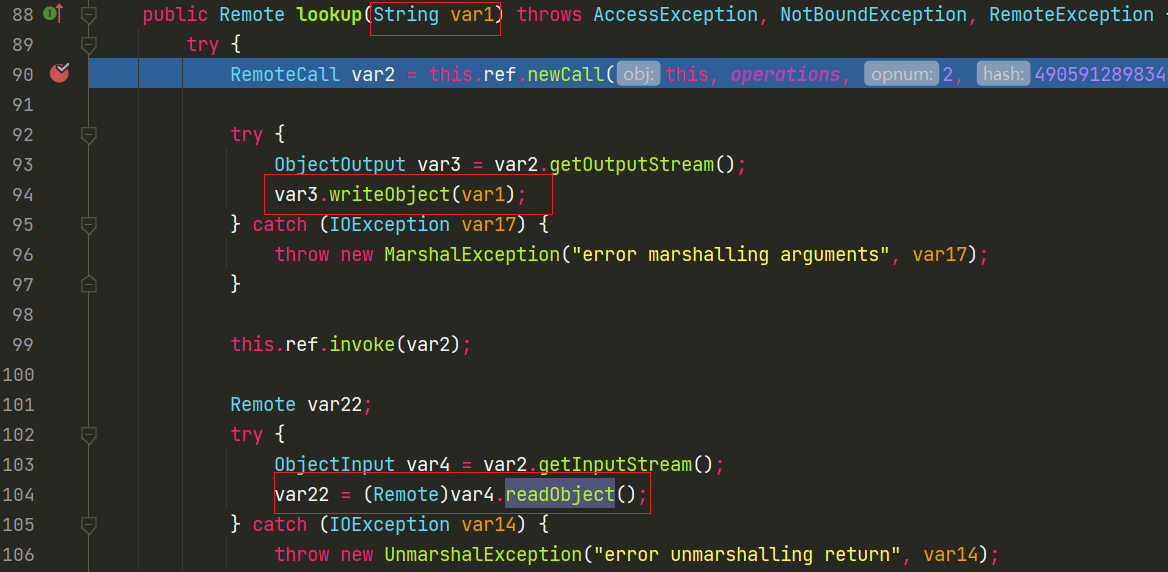 88 public Remote lookup(String var1) throws AccessException, NotBoundException, RemoteException {
89 try {
90 RemoteCall var2 = this.ref.newCall( obj: this, operations, opnum: 2, hash: 490591289834
91
92 try {
93 ObjectOutput var3 = var2.getOutputStream();
94 var3.writeObject(var1);
95 } catch (IOException var17) {
96 throw new MarshalException("error marshalling arguments", var17);
97 }
98
99 this.ref.invoke(var2);
100
101 Remote var22;
102 try {
103 ObjectInput var4 = var2.getInputStream();
104 var22 = (Remote)var4.readObject();
105 } catch (IOException var14) {
106 throw new UnmarshalException("error unmarshalling return", var14);